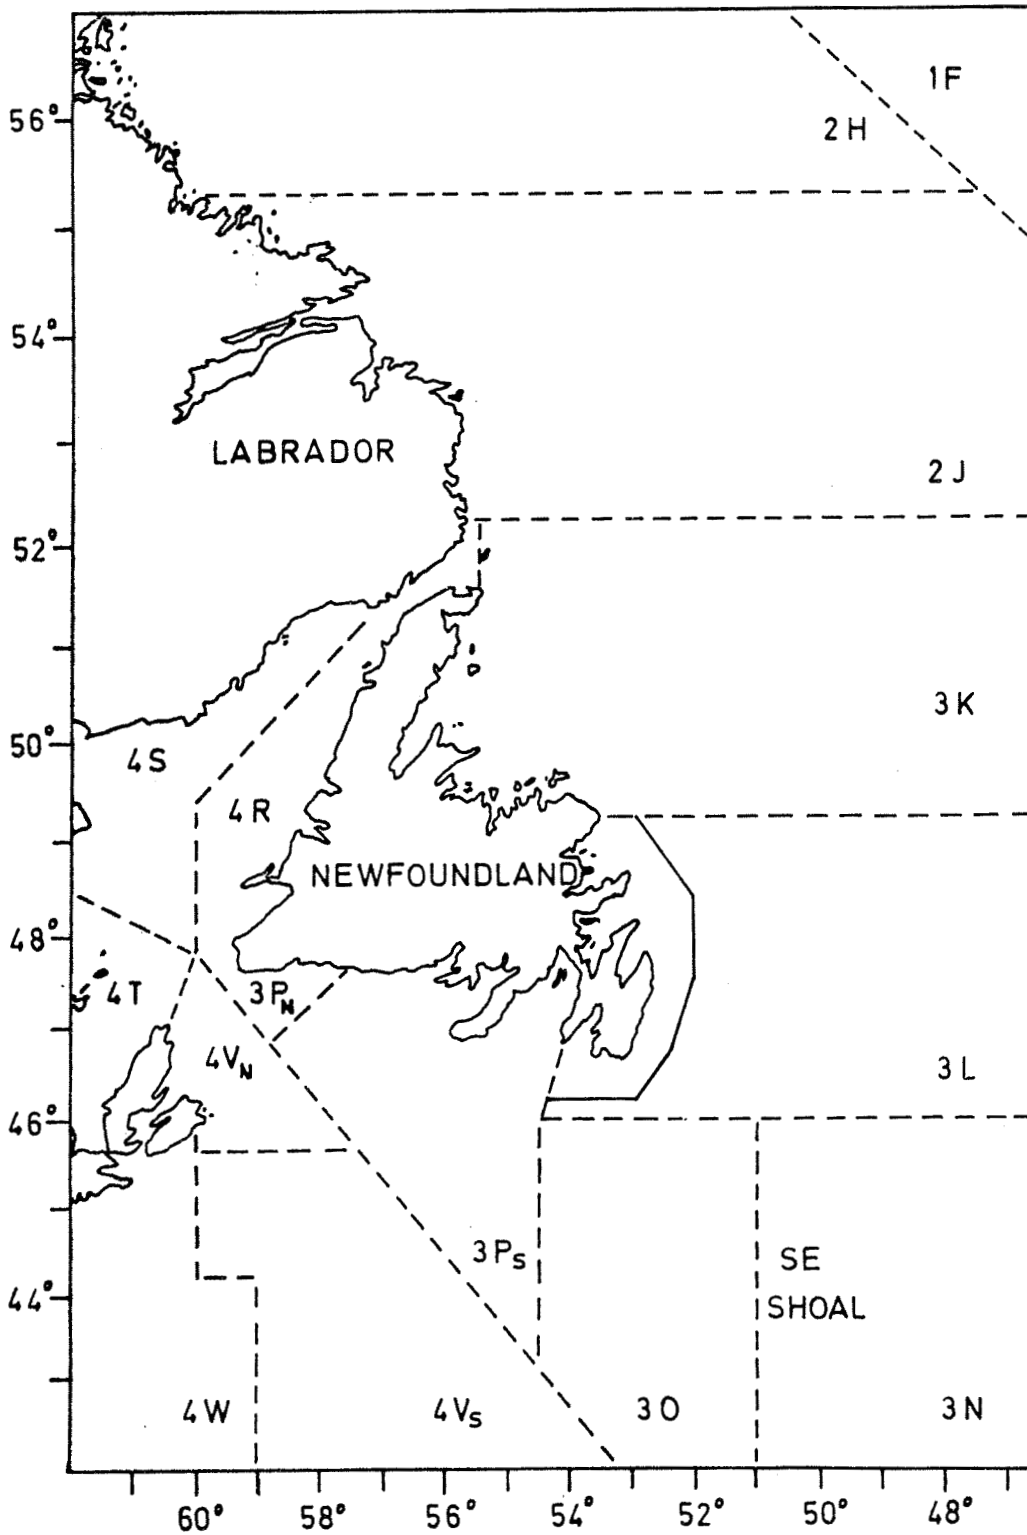 1F
56°
2H
54°
LABRADOR
2J
52°
3K
50°
4S
4R
NEWFOUNDLAND
48°
4T
3PN
4VN
3L
46°
3Ps
SE
SHOAL
44°
4W
4Vs
3O
3N
60°
58°
56°
54°
52°
50°
48°